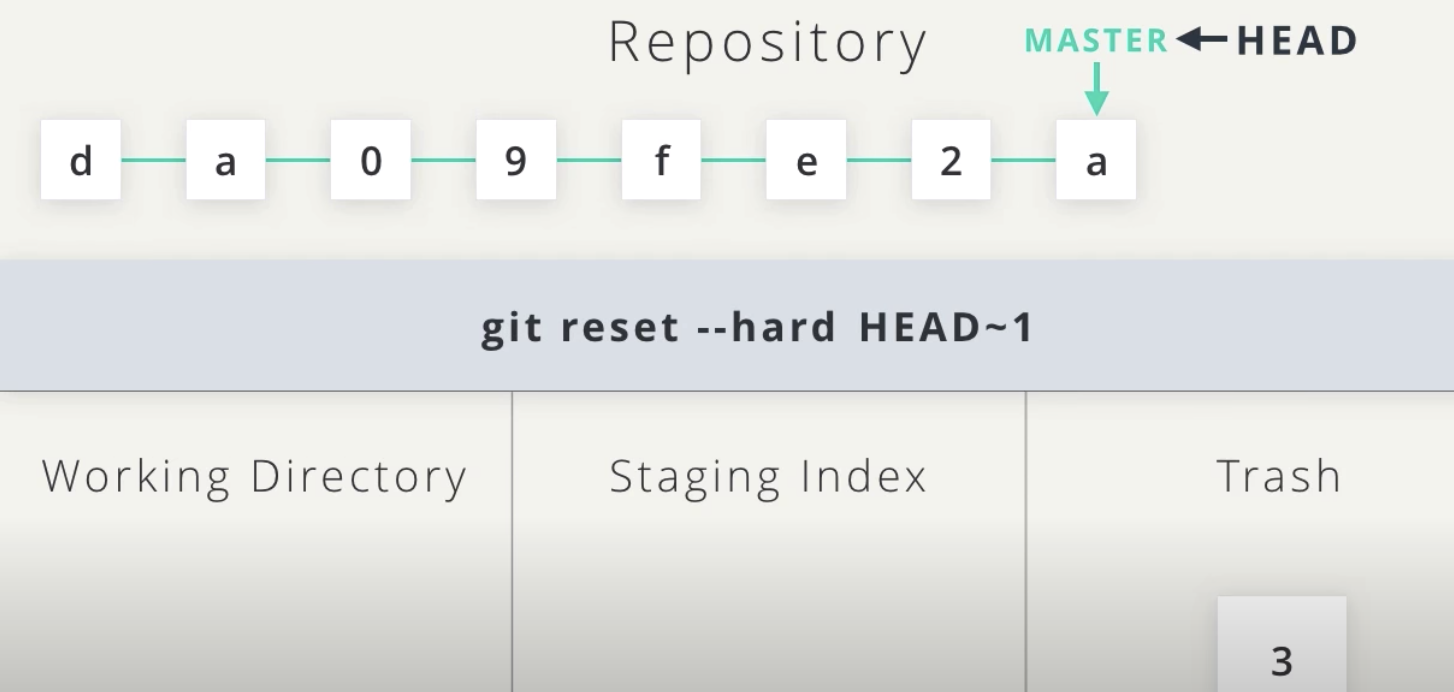 Repository
MASTER HEAD
d a 0 9 f e 2 a
git reset --hard HEAD~1
Working Directory
Staging Index
Trash
3